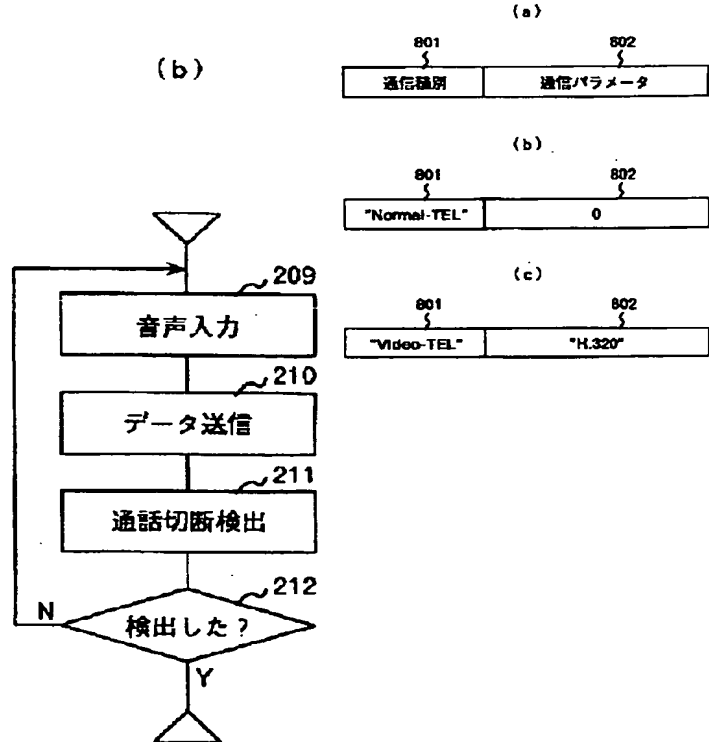 (b)
209
音声入力
210
データ送信
211
通話切断検出
212
検出した?
N
Y
(a)
801 802
通信種別 通信パラメータ
(b)
801 802
"Normal-TEL" 0
(c)
801 802
"Video-TEL" "H.320"